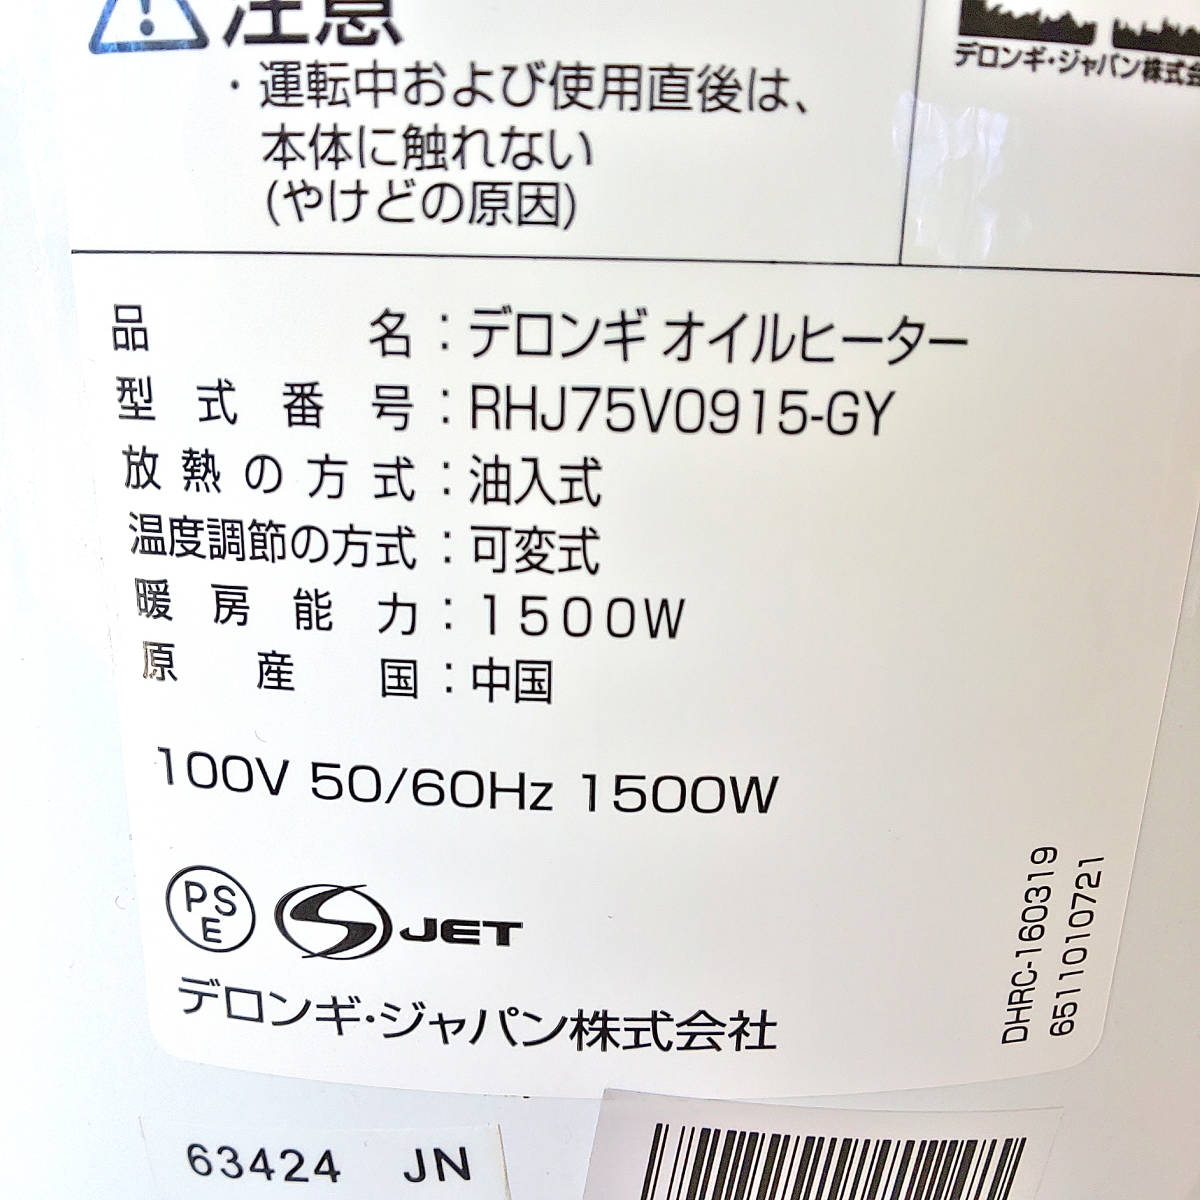 注意
・運転中および使用直後は、
本体に触れない
(やけどの原因)
デロンギ・ジャパン株式会
品名：デロンギ オイルヒーター
型式番号：RHJ75V0915-GY
放熱の方式：油入式
温度調節の方式：可変式
暖房能力：1500W
原産国：中国
100V 50/60Hz 1500W
PSE
JET
デロンギ・ジャパン株式会社
DHRC-160319
6511010721
63424 JN